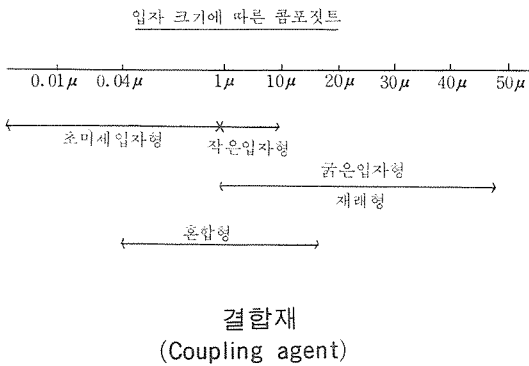 입자 크기에 따른 콤포짓트
0.01μ 0.04μ 1μ 10μ 20μ 30μ 40μ 50μ
초미세입자형 작은입자형
굵은입자형
재래형
혼합형
결합재
(Coupling agent)